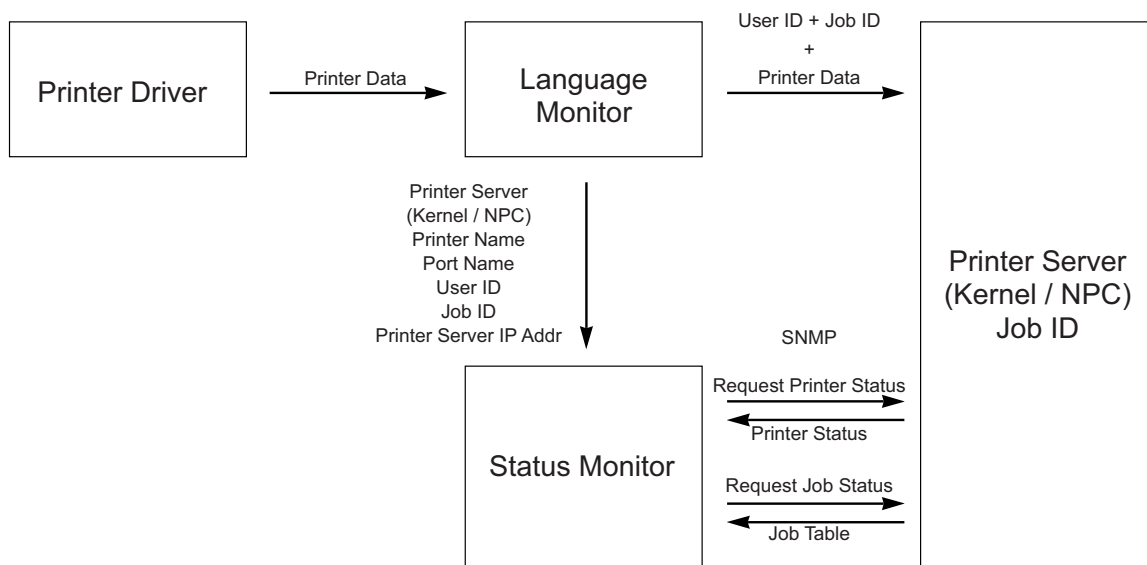 Printer Driver
Printer Data
Language
Monitor
User ID + Job ID
+
Printer Data
Printer Server
(Kernel / NPC)
Printer Name
Port Name
User ID
Job ID
Printer Server IP Addr
Printer Server
(Kernel / NPC)
Job ID
Status Monitor
SNMP
Request Printer Status
Printer Status
Request Job Status
Job Table